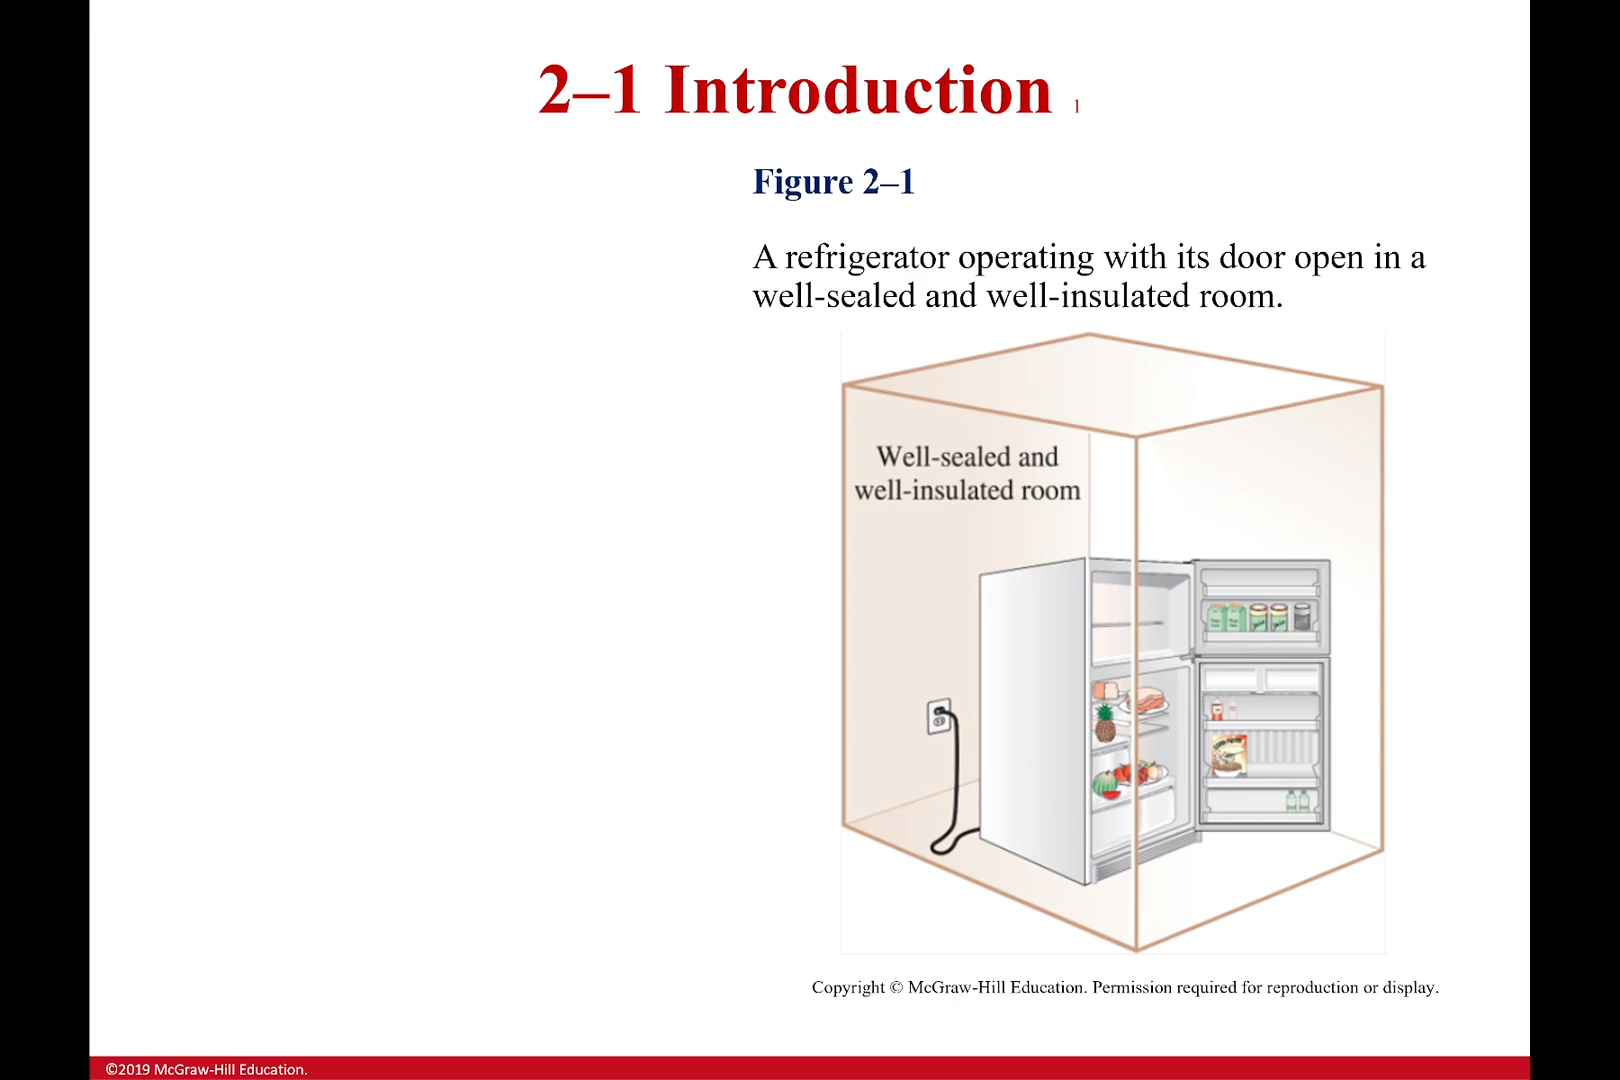 2–1 Introduction 1
Figure 2–1
A refrigerator operating with its door open in a
well-sealed and well-insulated room.
Well-sealed and
well-insulated room
Copyright © McGraw-Hill Education. Permission required for reproduction or display.
©2019 McGraw-Hill Education.